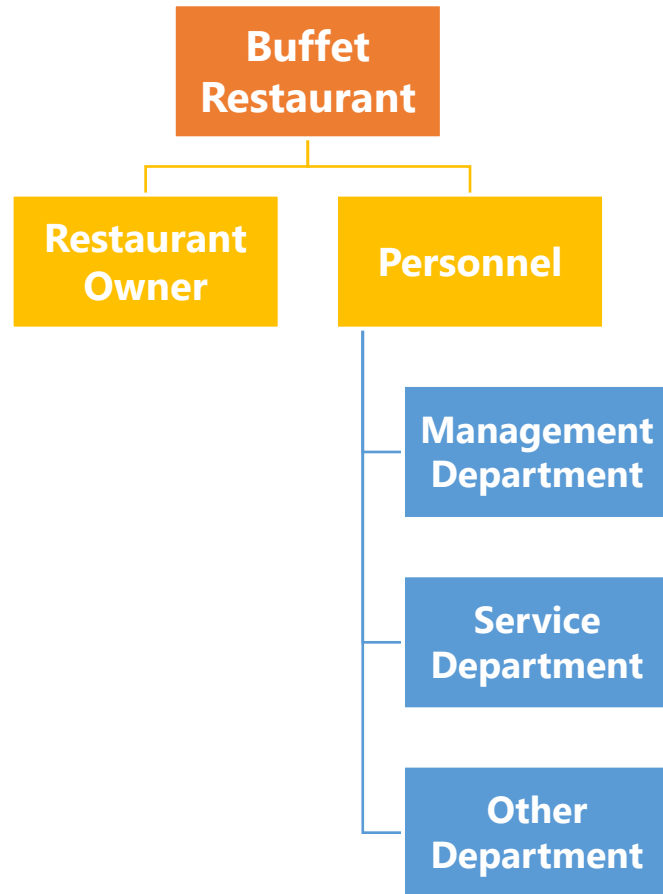 Buffet
Restaurant
Restaurant
Owner
Personnel
Management
Department
Service
Department
Other
Department